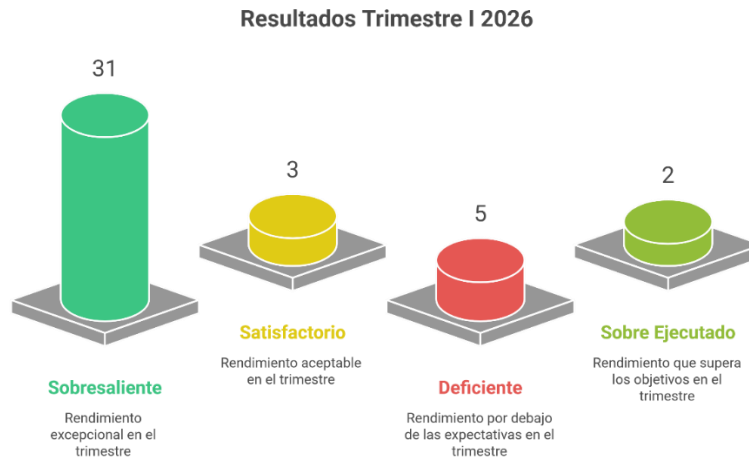 Resultados Trimestre I 2026
31
Sobresaliente
Rendimiento
excepcional en el
trimestre
3
Satisfactorio
Rendimiento aceptable
en el trimestre
5
Deficiente
Rendimiento por debajo
de las expectativas en el
trimestre
2
Sobre Ejecutado
Rendimiento que supera
los objetivos en el
trimestre